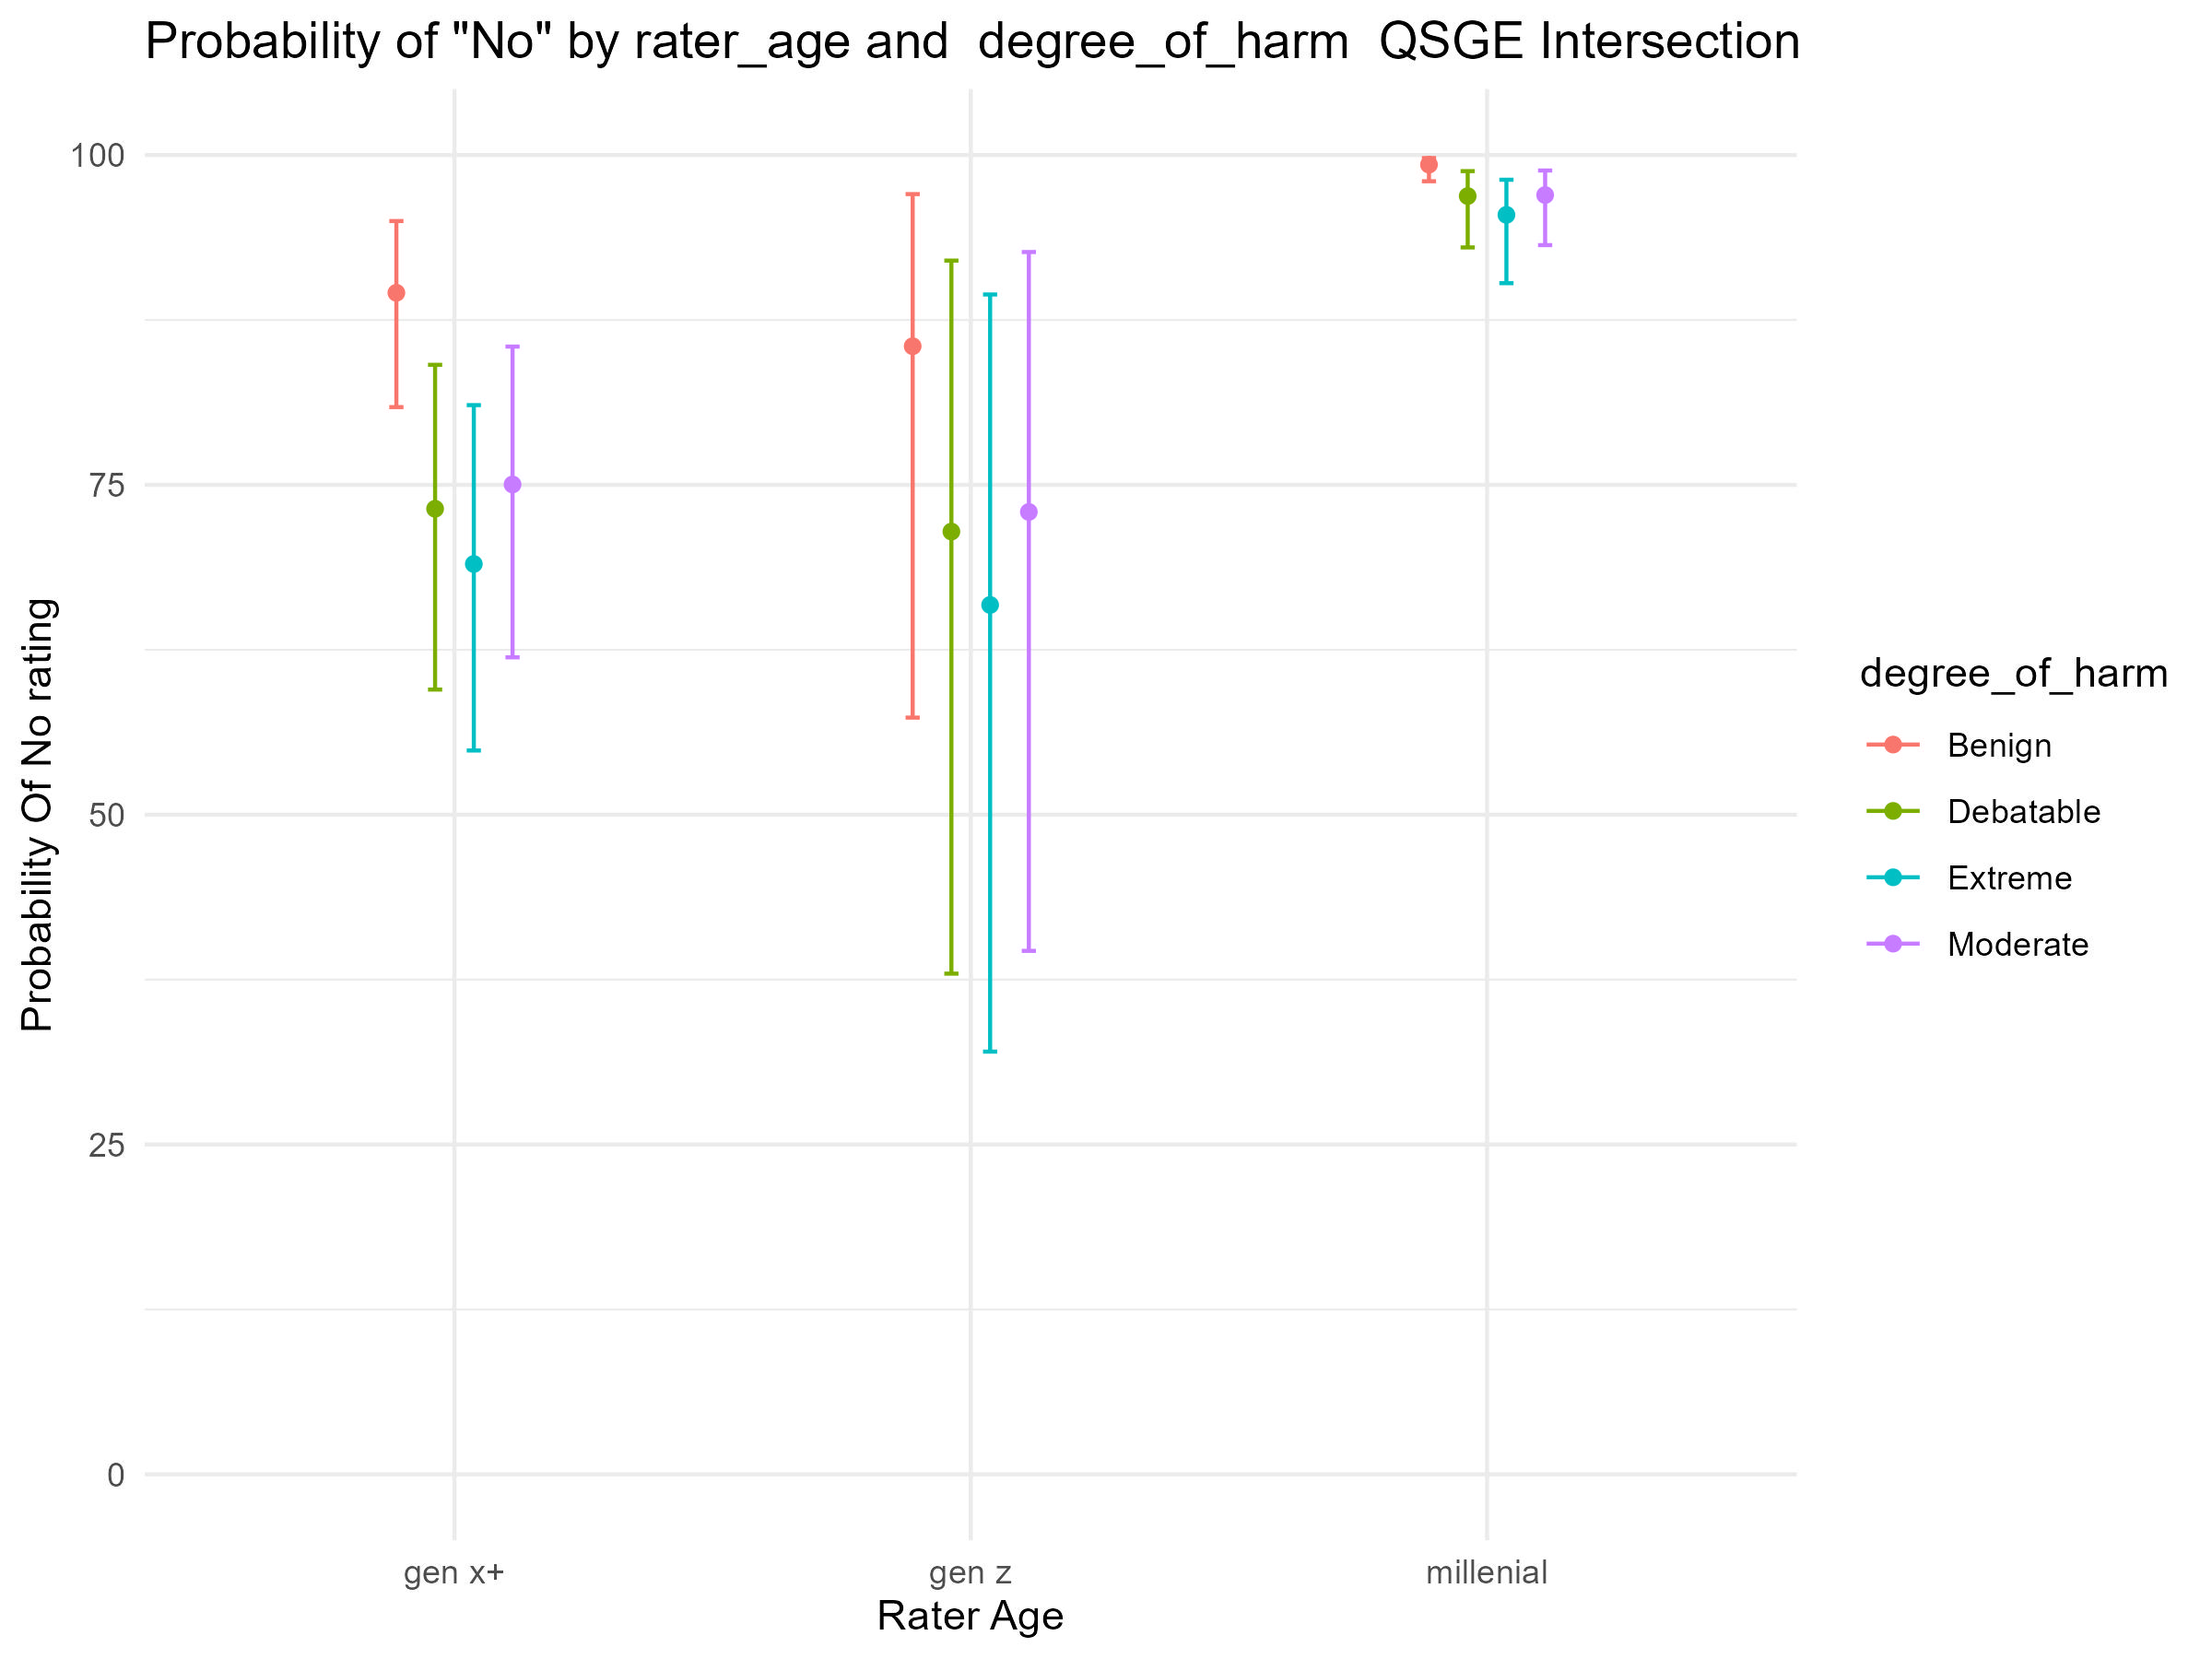 Probability of "No" by rater_age and  degree_of_harm  QSGE Intersection
100
75
50
25
0
Probability Of No rating
gen x+
gen z
millenial
Rater Age
degree_of_harm
Benign
Debatable
Extreme
Moderate